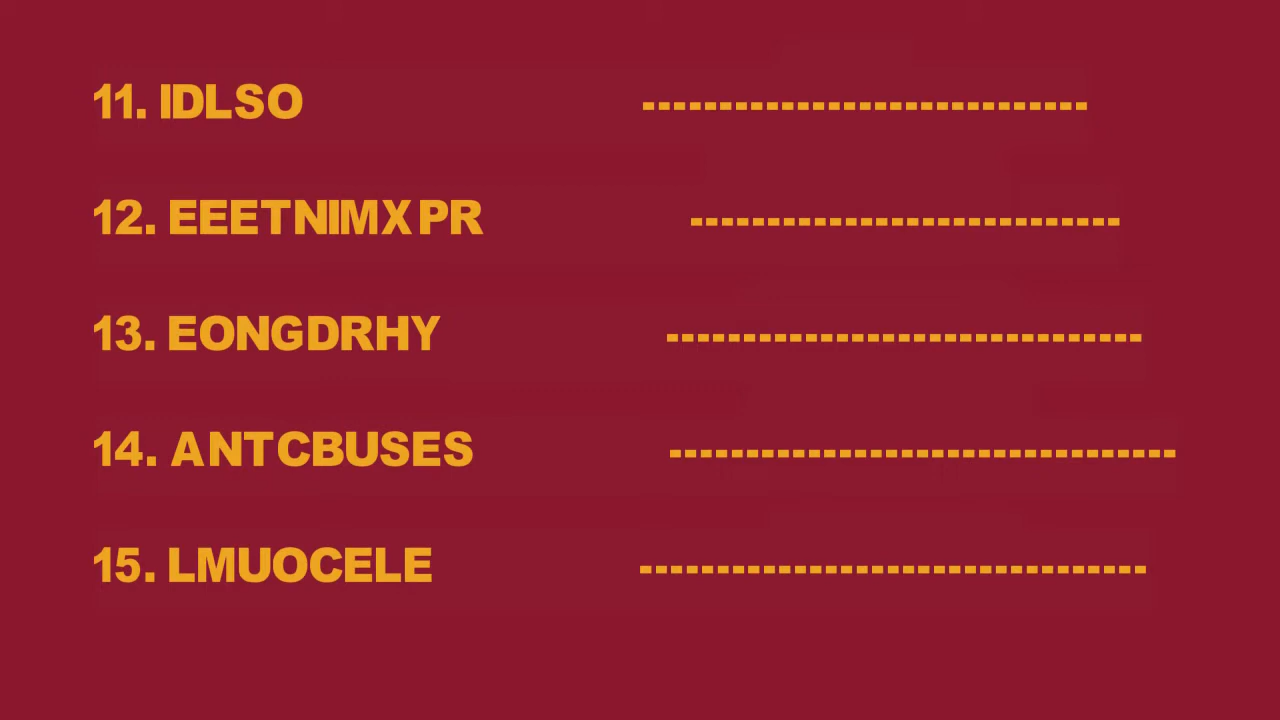 11. IDLSO -----------------------------
12. EEETNIMXPR ----------------------------
13. EONGDRHY -------------------------------
14. ANTCBUSES ---------------------------------
15. LMUOCELE ---------------------------------